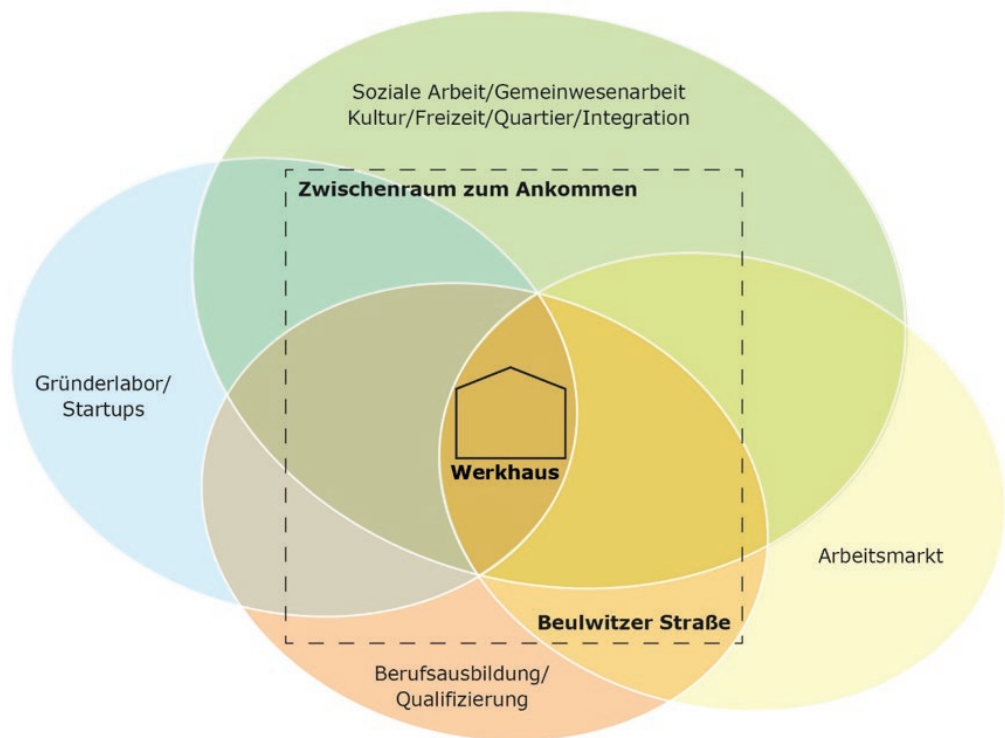 Soziale Arbeit/Gemeinwesenarbeit
Kultur/Freizeit/Quartier/Integration
Zwischenraum zum Ankommen
Gründerlabor/
Startups
Werkhaus
Arbeitsmarkt
Beulwitzer Straße
Berufsausbildung/
Qualifizierung